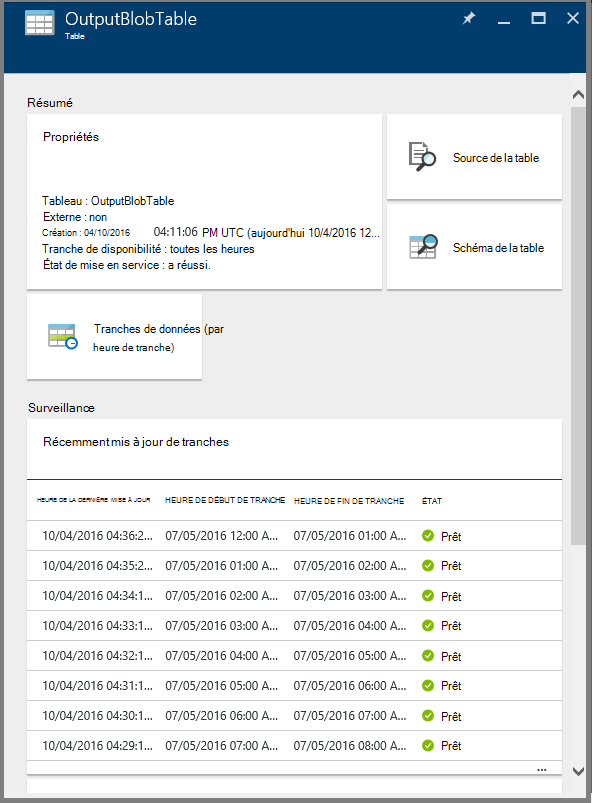 OutputBlobTable
Table
Résumé
Propriétés
Tableau : OutputBlobTable
Externe : non
Création : 04/10/2016 04:11:06 PM UTC (aujourd'hui 10/4/2016 12...
Tranche de disponibilité : toutes les heures
État de mise en service : a réussi.
Source de la table
Schéma de la table
Tranches de données (par
heure de tranche)
Surveillance
Récemment mis à jour de tranches
HEURE DE LA DERNIÈRE MISE À JOUR HEURE DE DÉBUT DE TRANCHE HEURE DE FIN DE TRANCHE ÉTAT
10/04/2016 04:36:2... 07/05/2016 12:00 A... 07/05/2016 01:00 A... Prêt
10/04/2016 04:35:2... 07/05/2016 01:00 A... 07/05/2016 02:00 A... Prêt
10/04/2016 04:34:1... 07/05/2016 02:00 A... 07/05/2016 03:00 A... Prêt
10/04/2016 04:33:1... 07/05/2016 03:00 A... 07/05/2016 04:00 A... Prêt
10/04/2016 04:32:1... 07/05/2016 04:00 A... 07/05/2016 05:00 A... Prêt
10/04/2016 04:31:1... 07/05/2016 05:00 A... 07/05/2016 06:00 A... Prêt
10/04/2016 04:30:1... 07/05/2016 06:00 A... 07/05/2016 07:00 A... Prêt
10/04/2016 04:29:1... 07/05/2016 07:00 A... 07/05/2016 08:00 A... Prêt
...